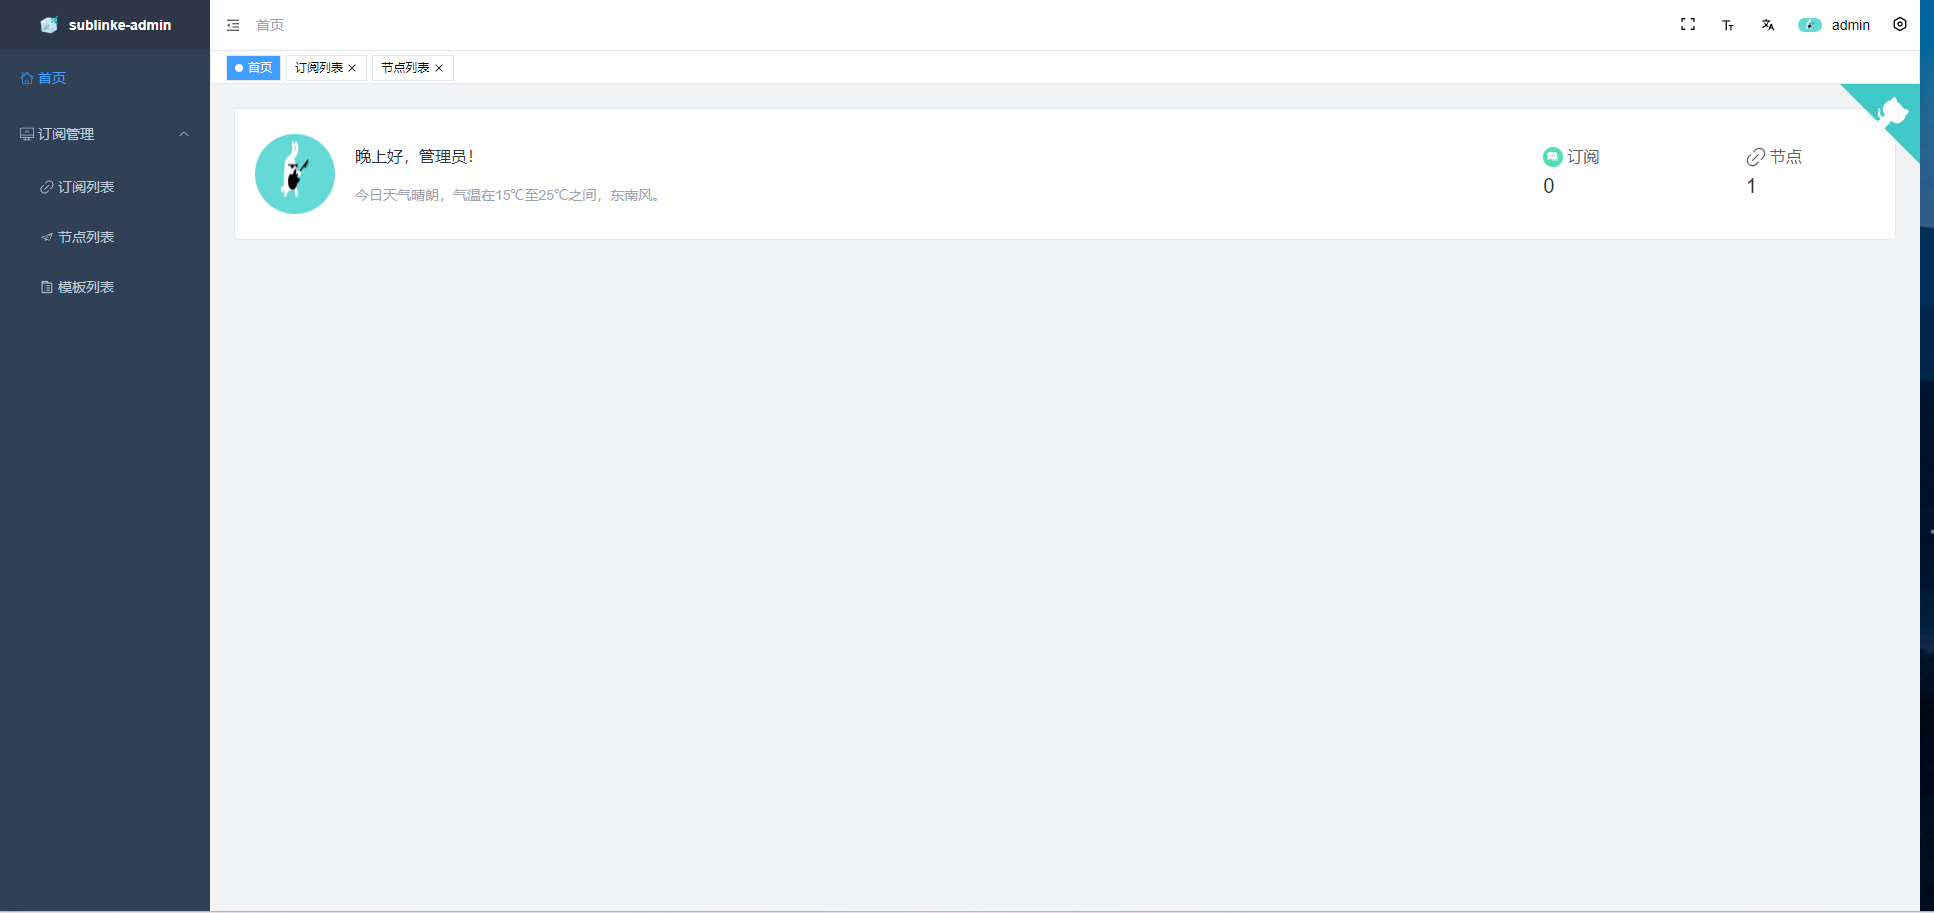 sublinke-admin
首页
订阅管理
订阅列表
节点列表
模板列表
首页
admin
首页
订阅列表
节点列表
晚上好，管理员！
今日天气晴朗，气温在15℃至25℃之间，东南风。
订阅
0
节点
1